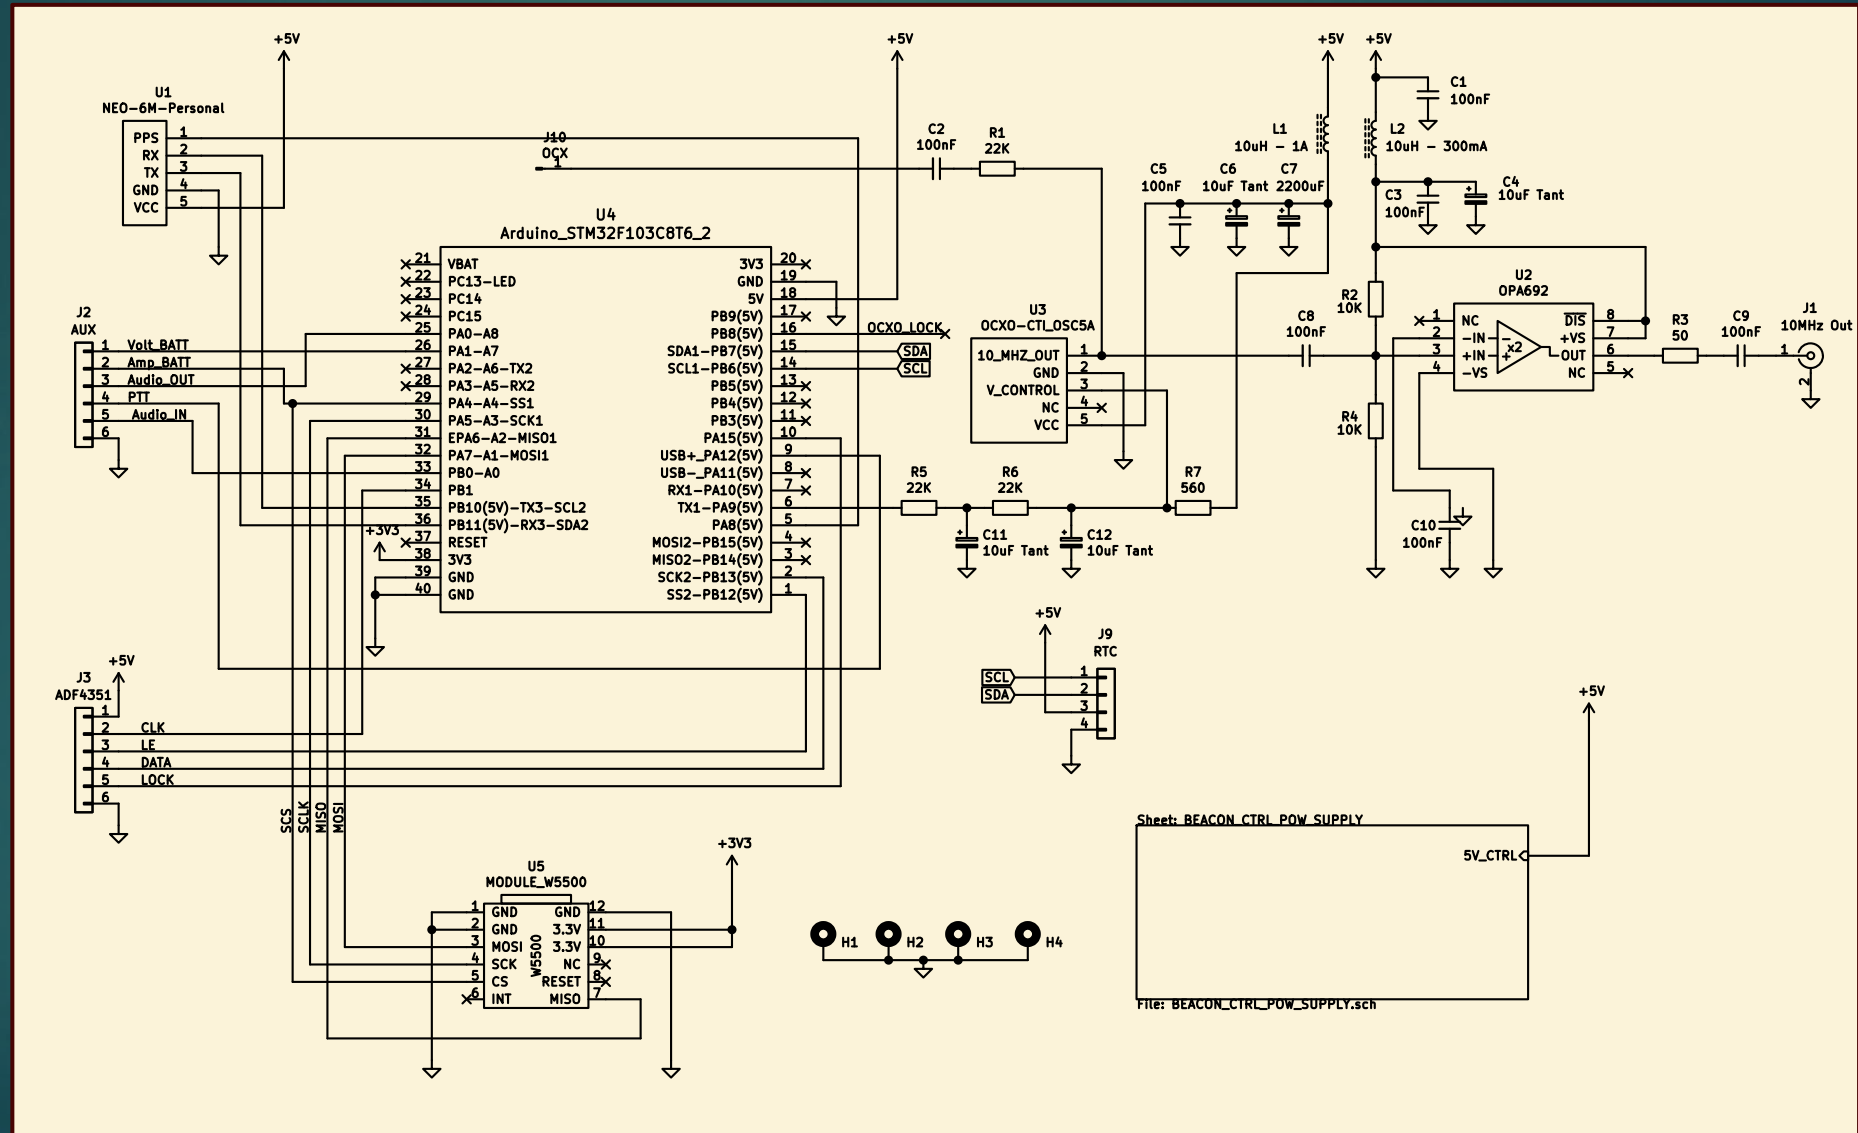 +5V
+5V
+5V
+5V
U1
NEO-6M-Personal
PPS 1
RX 2
TX 3
GND 4
VCC 5
J10
OCX
1
C2
100nF
R1
22K
L1
10uH - 1A
L2
10uH - 300mA
C1
100nF
C5
100nF
C6
10uF Tant
C7
2200uF
C3
100nF
C4
10uF Tant
U4
Arduino_STM32F103C8T6_2
21 VBAT
22 PC13-LED
23 PC14
24 PC15
25 PA0-A8
26 PA1-A7
27 PA2-A6-TX2
28 PA3-A5-RX2
29 PA4-A4-SS1
30 PA5-A3-SCK1
31 EPA6-A2-MISO1
32 PA7-A1-MOSI1
33 PB0-A0
34 PB1
35 PB10(5V)-TX3-SCL2
36 PB11(5V)-RX3-SDA2
37 RESET
38 3V3
39 GND
40 GND
3V3 20
GND 19
5V 18
PB9(5V) 17
PB8(5V) 16
SDA1-PB7(5V) 15
SCL1-PB6(5V) 14
PB5(5V) 13
PB4(5V) 12
PB3(5V) 11
PA15(5V) 10
USB+_PA12(5V) 9
USB-_PA11(5V) 8
RX1-PA10(5V) 7
TX1-PA9(5V) 6
PA8(5V) 5
MOSI2-PB15(5V) 4
MISO2-PB14(5V) 3
SCK2-PB13(5V) 2
SS2-PB12(5V) 1
+3V3
OCXO_LOCK
SDA
SCL
J2
AUX
1 Volt_BATT
2 Amp_BATT
3 Audio_OUT
4 PTT
5 Audio_IN
6
U3
OCXO-CTI_OSC5A
10_MHZ_OUT 1
GND 2
V_CONTROL 3
NC 4
VCC 5
C8
100nF
R2
10K
R4
10K
U2
OPA692
1 NC
2 -IN
3 +IN
4 -VS
-
+
x2
DIS 8
+VS 7
OUT 6
NC 5
R3
50
C9
100nF
J1
10MHz Out
1
2
R5
22K
R6
22K
R7
560
C11
10uF Tant
C12
10uF Tant
C10
100nF
+5V
J9
RTC
SCL 1
SDA 2
3
4
+5V
J3
ADF4351
1
2 CLK
3 LE
4 DATA
5 LOCK
6
SCS
SCLK
MISO
MOSI
+3V3
U5
MODULE_W5500
1 GND
2 GND
3 MOSI
4 SCK
5 CS
6 INT
W5500
GND 12
3.3V 11
3.3V 10
NC 9
RESET 8
MISO 7
H1
H2
H3
H4
+5V
Sheet: BEACON_CTRL_POW_SUPPLY
5V_CTRL
File: BEACON_CTRL_POW_SUPPLY.sch